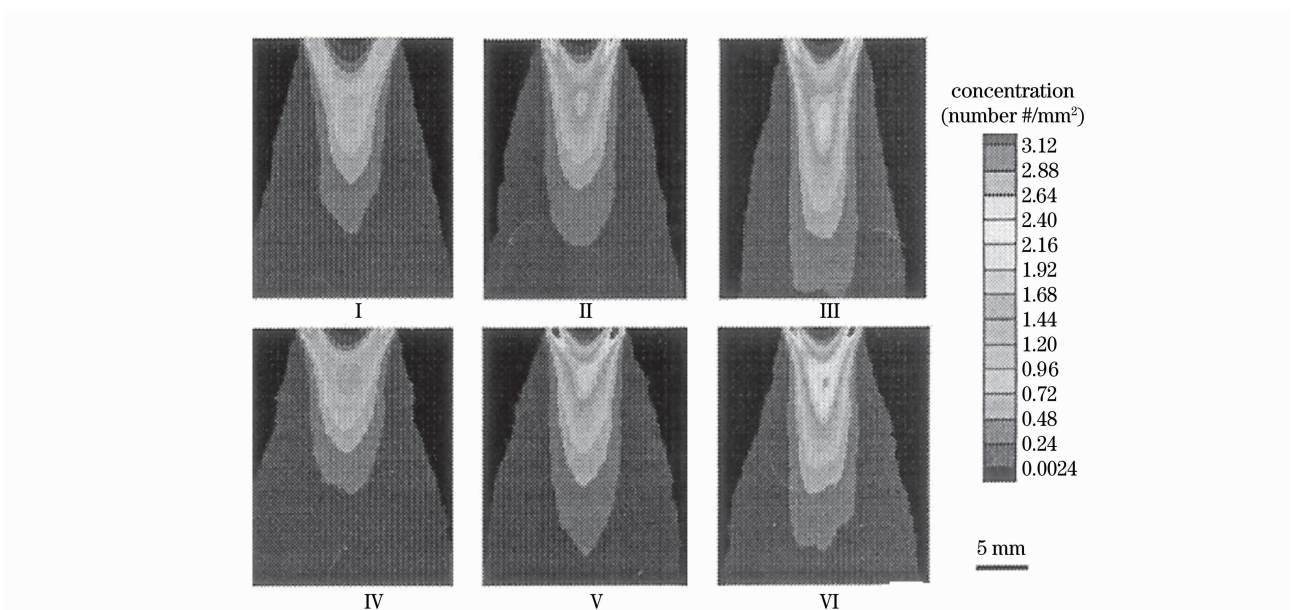 concentration
(number #/mm²)
3.12
2.88
2.64
2.40
2.16
1.92
1.68
1.44
1.20
0.96
0.72
0.48
0.24
0.0024
I
II
III
5 mm
IV
V
VI